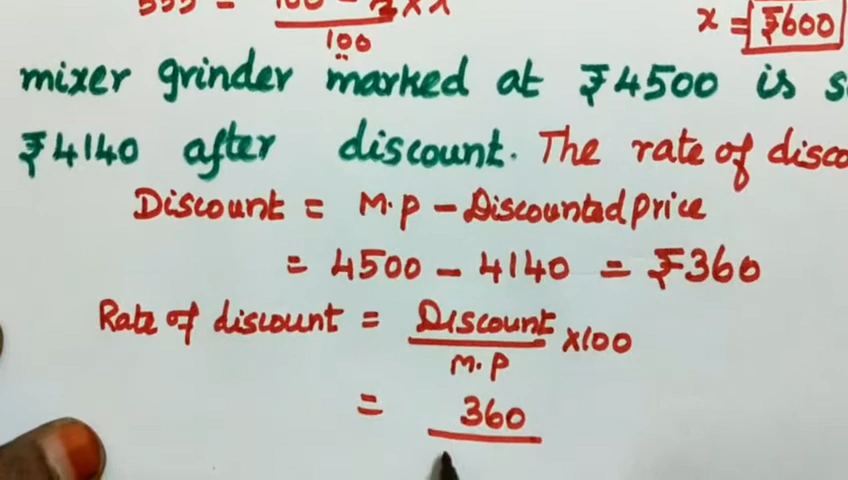 x = ₹600
100
mixer grinder marked at ₹4500 is
₹4140 after discount. The rate of
Discount = M.P – Discounted price
= 4500 – 4140 = ₹360
Rate of discount = Discount / M.P ×100
= 360